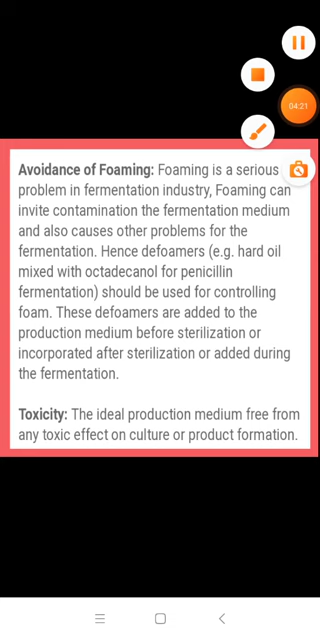 04:21
Avoidance of Foaming: Foaming is a serious
problem in fermentation industry, Foaming can
invite contamination the fermentation medium
and also causes other problems for the
fermentation. Hence defoamers (e.g. hard oil
mixed with octadecanol for penicillin
fermentation) should be used for controlling
foam. These defoamers are added to the
production medium before sterilization or
incorporated after sterilization or added during
the fermentation.
Toxicity: The ideal production medium free from
any toxic effect on culture or product formation.